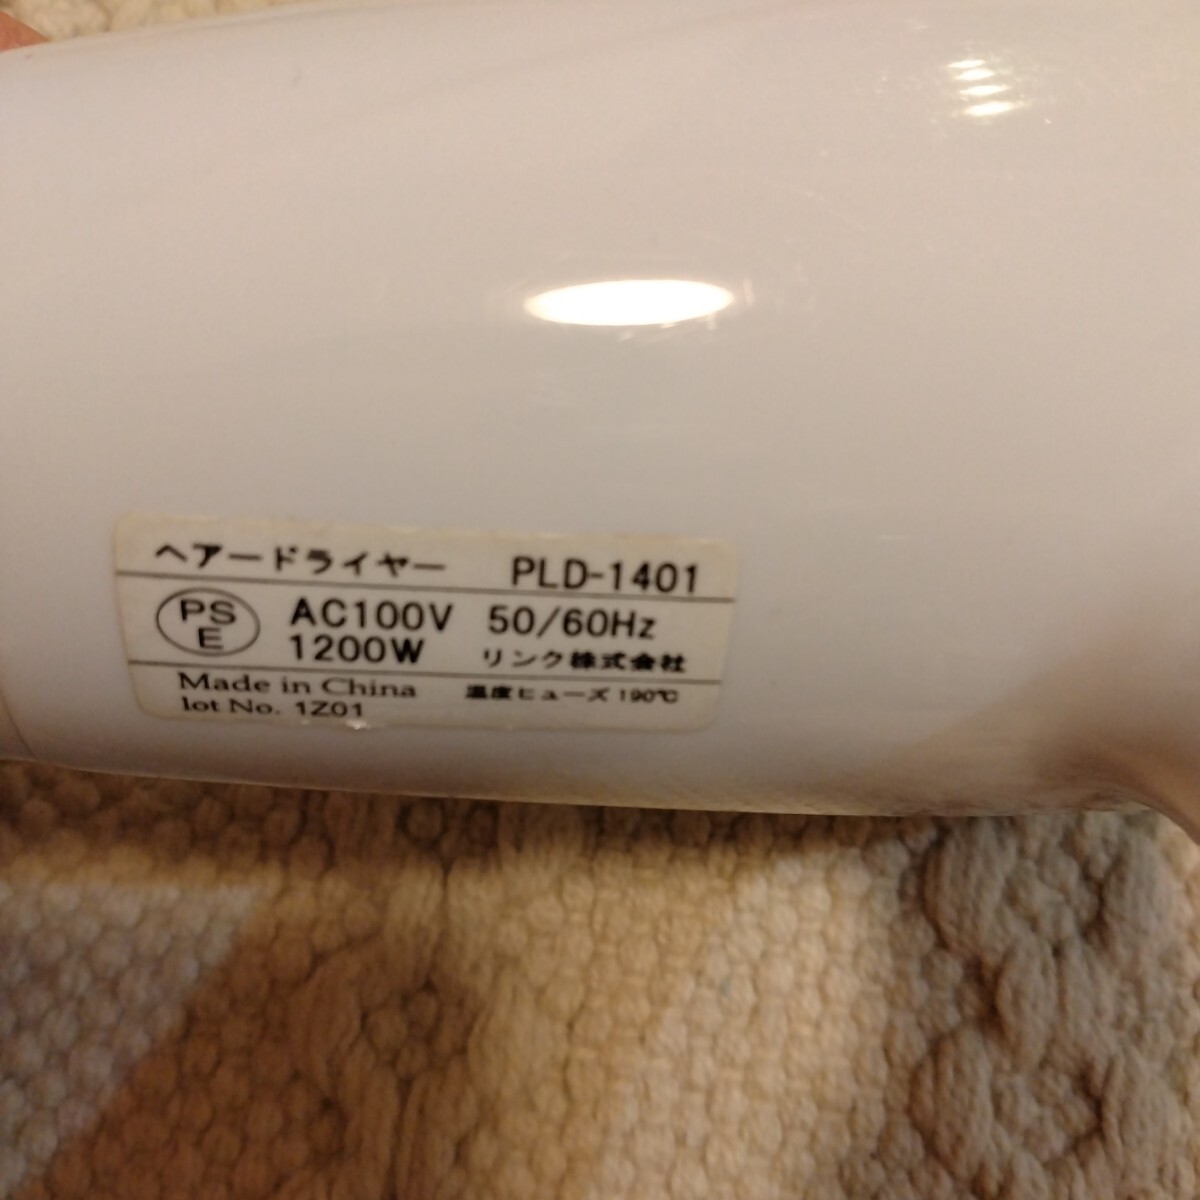 ヘアードライヤー PLD-1401
PS
E
AC100V 50/60Hz
1200W リンク株式会社
Made in China 温度ヒューズ 190℃
lot No. 1Z01